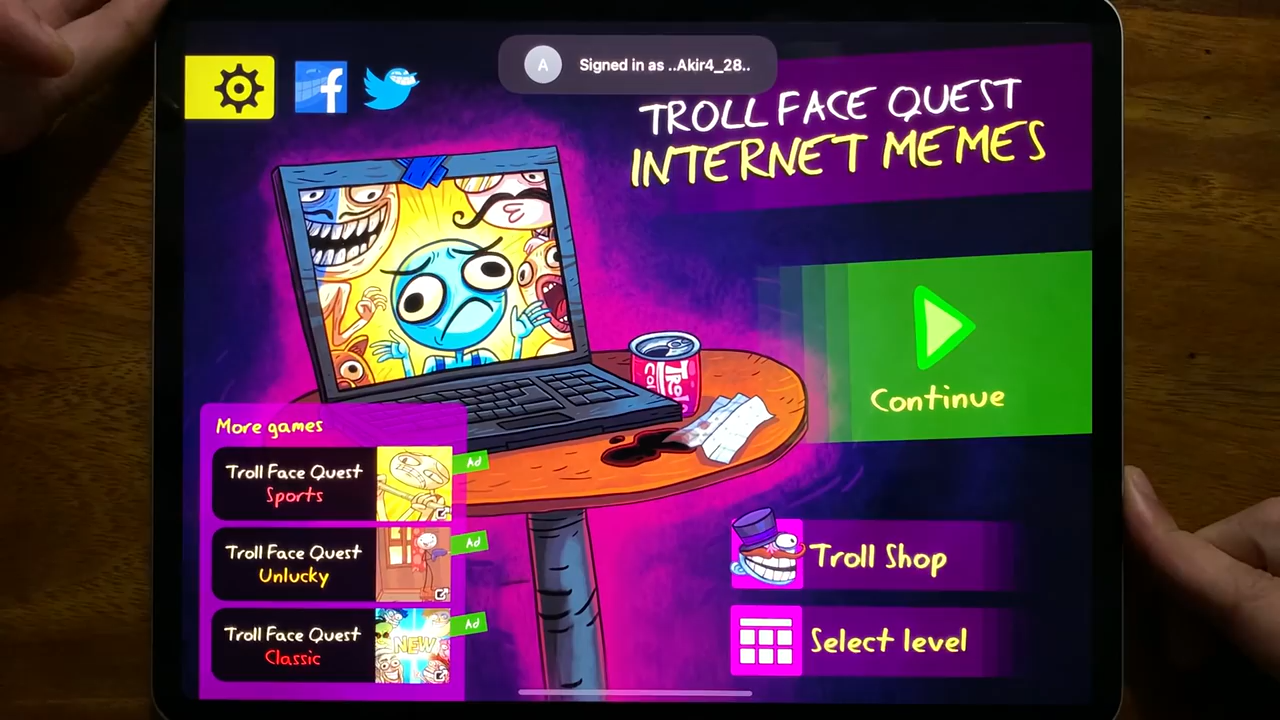 A
Signed in as ..Akir4_28..
f
TROLL FACE QUEST
INTERNET MEMES
Continue
More games
Troll Face Quest
Sports
Ad
Troll Face Quest
Unlucky
Ad
Troll Face Quest
Classic
NEW
Ad
Troll Shop
Select level